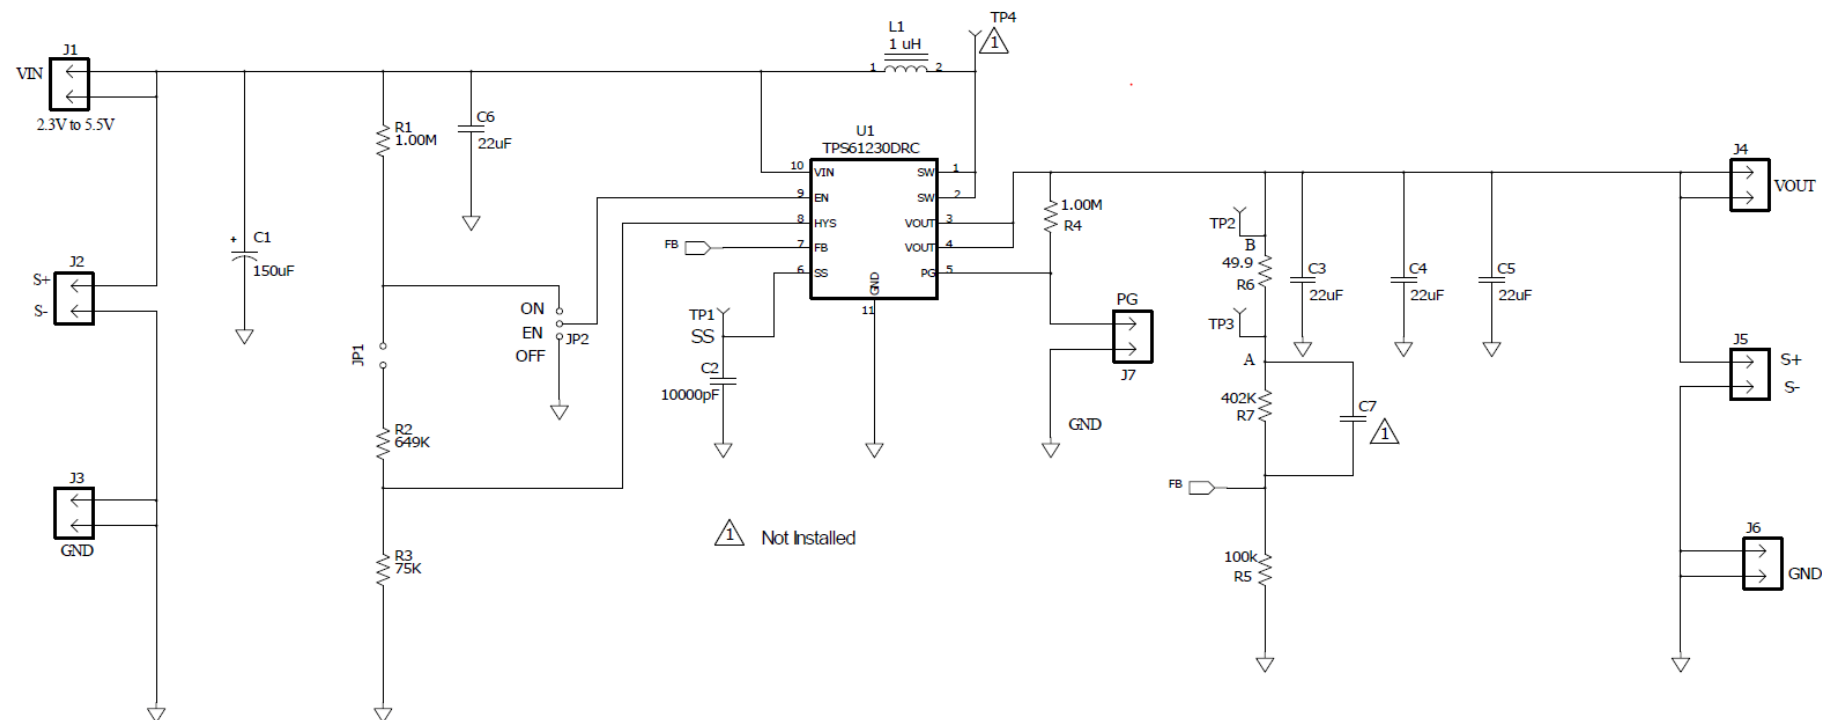 J1
VIN
2.3V to 5.5V
J2
S+
S-
J3
GND
+
C1
150uF
R1
1.00M
C6
22uF
JP1
R2
649K
R3
75K
ON
EN
OFF
JP2
L1
1 uH
1
2
TP4
1
U1
TPS61230DRC
10
VIN
SW
1
9
EN
SW
2
8
HYS
VOUT
3
FB
7
FB
VOUT
4
6
SS
PG
5
GND
11
TP1
SS
C2
10000pF
1
Not Installed
1.00M
R4
PG
J7
GND
TP2
B
49.9
R6
TP3
A
402K
R7
C7
1
FB
100k
R5
C3
22uF
C4
22uF
C5
22uF
J4
VOUT
J5
S+
S-
J6
GND